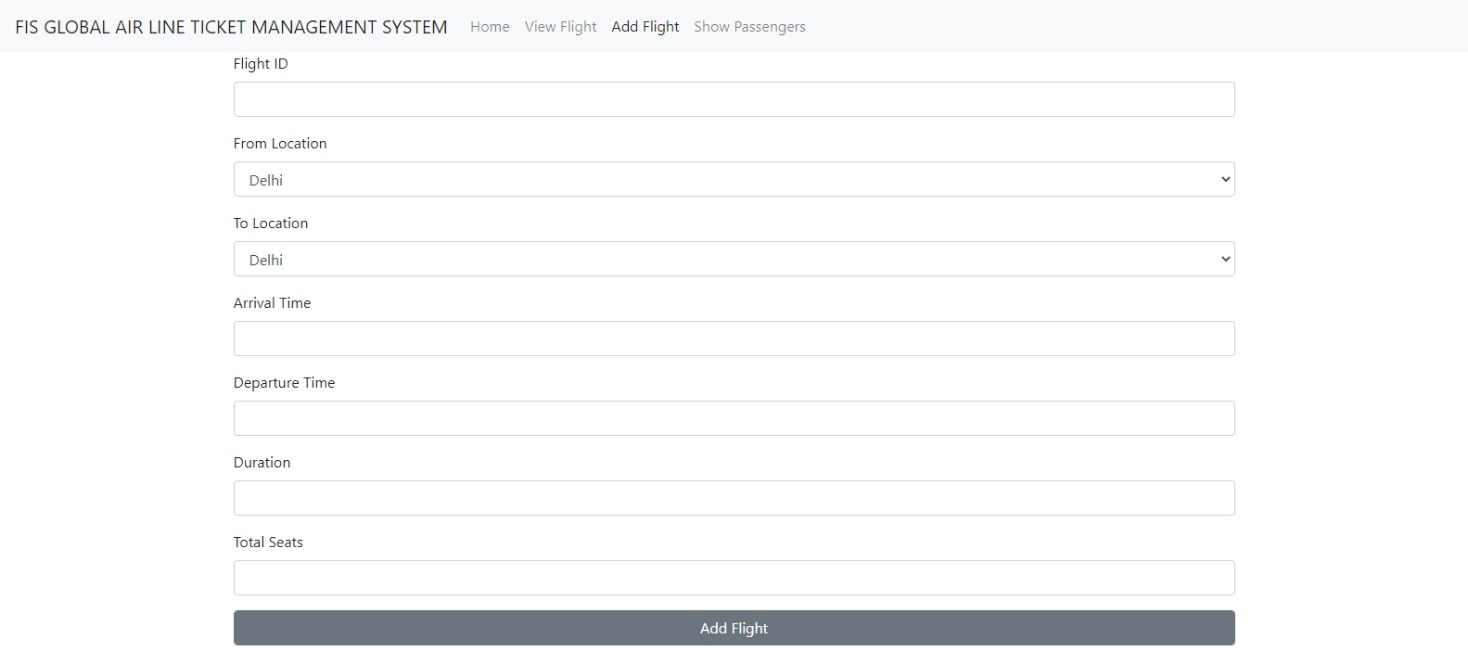 FIS GLOBAL AIR LINE TICKET MANAGEMENT SYSTEM Home View Flight Add Flight Show Passengers
Flight ID
From Location
Delhi
To Location
Delhi
Arrival Time
Departure Time
Duration
Total Seats
Add Flight